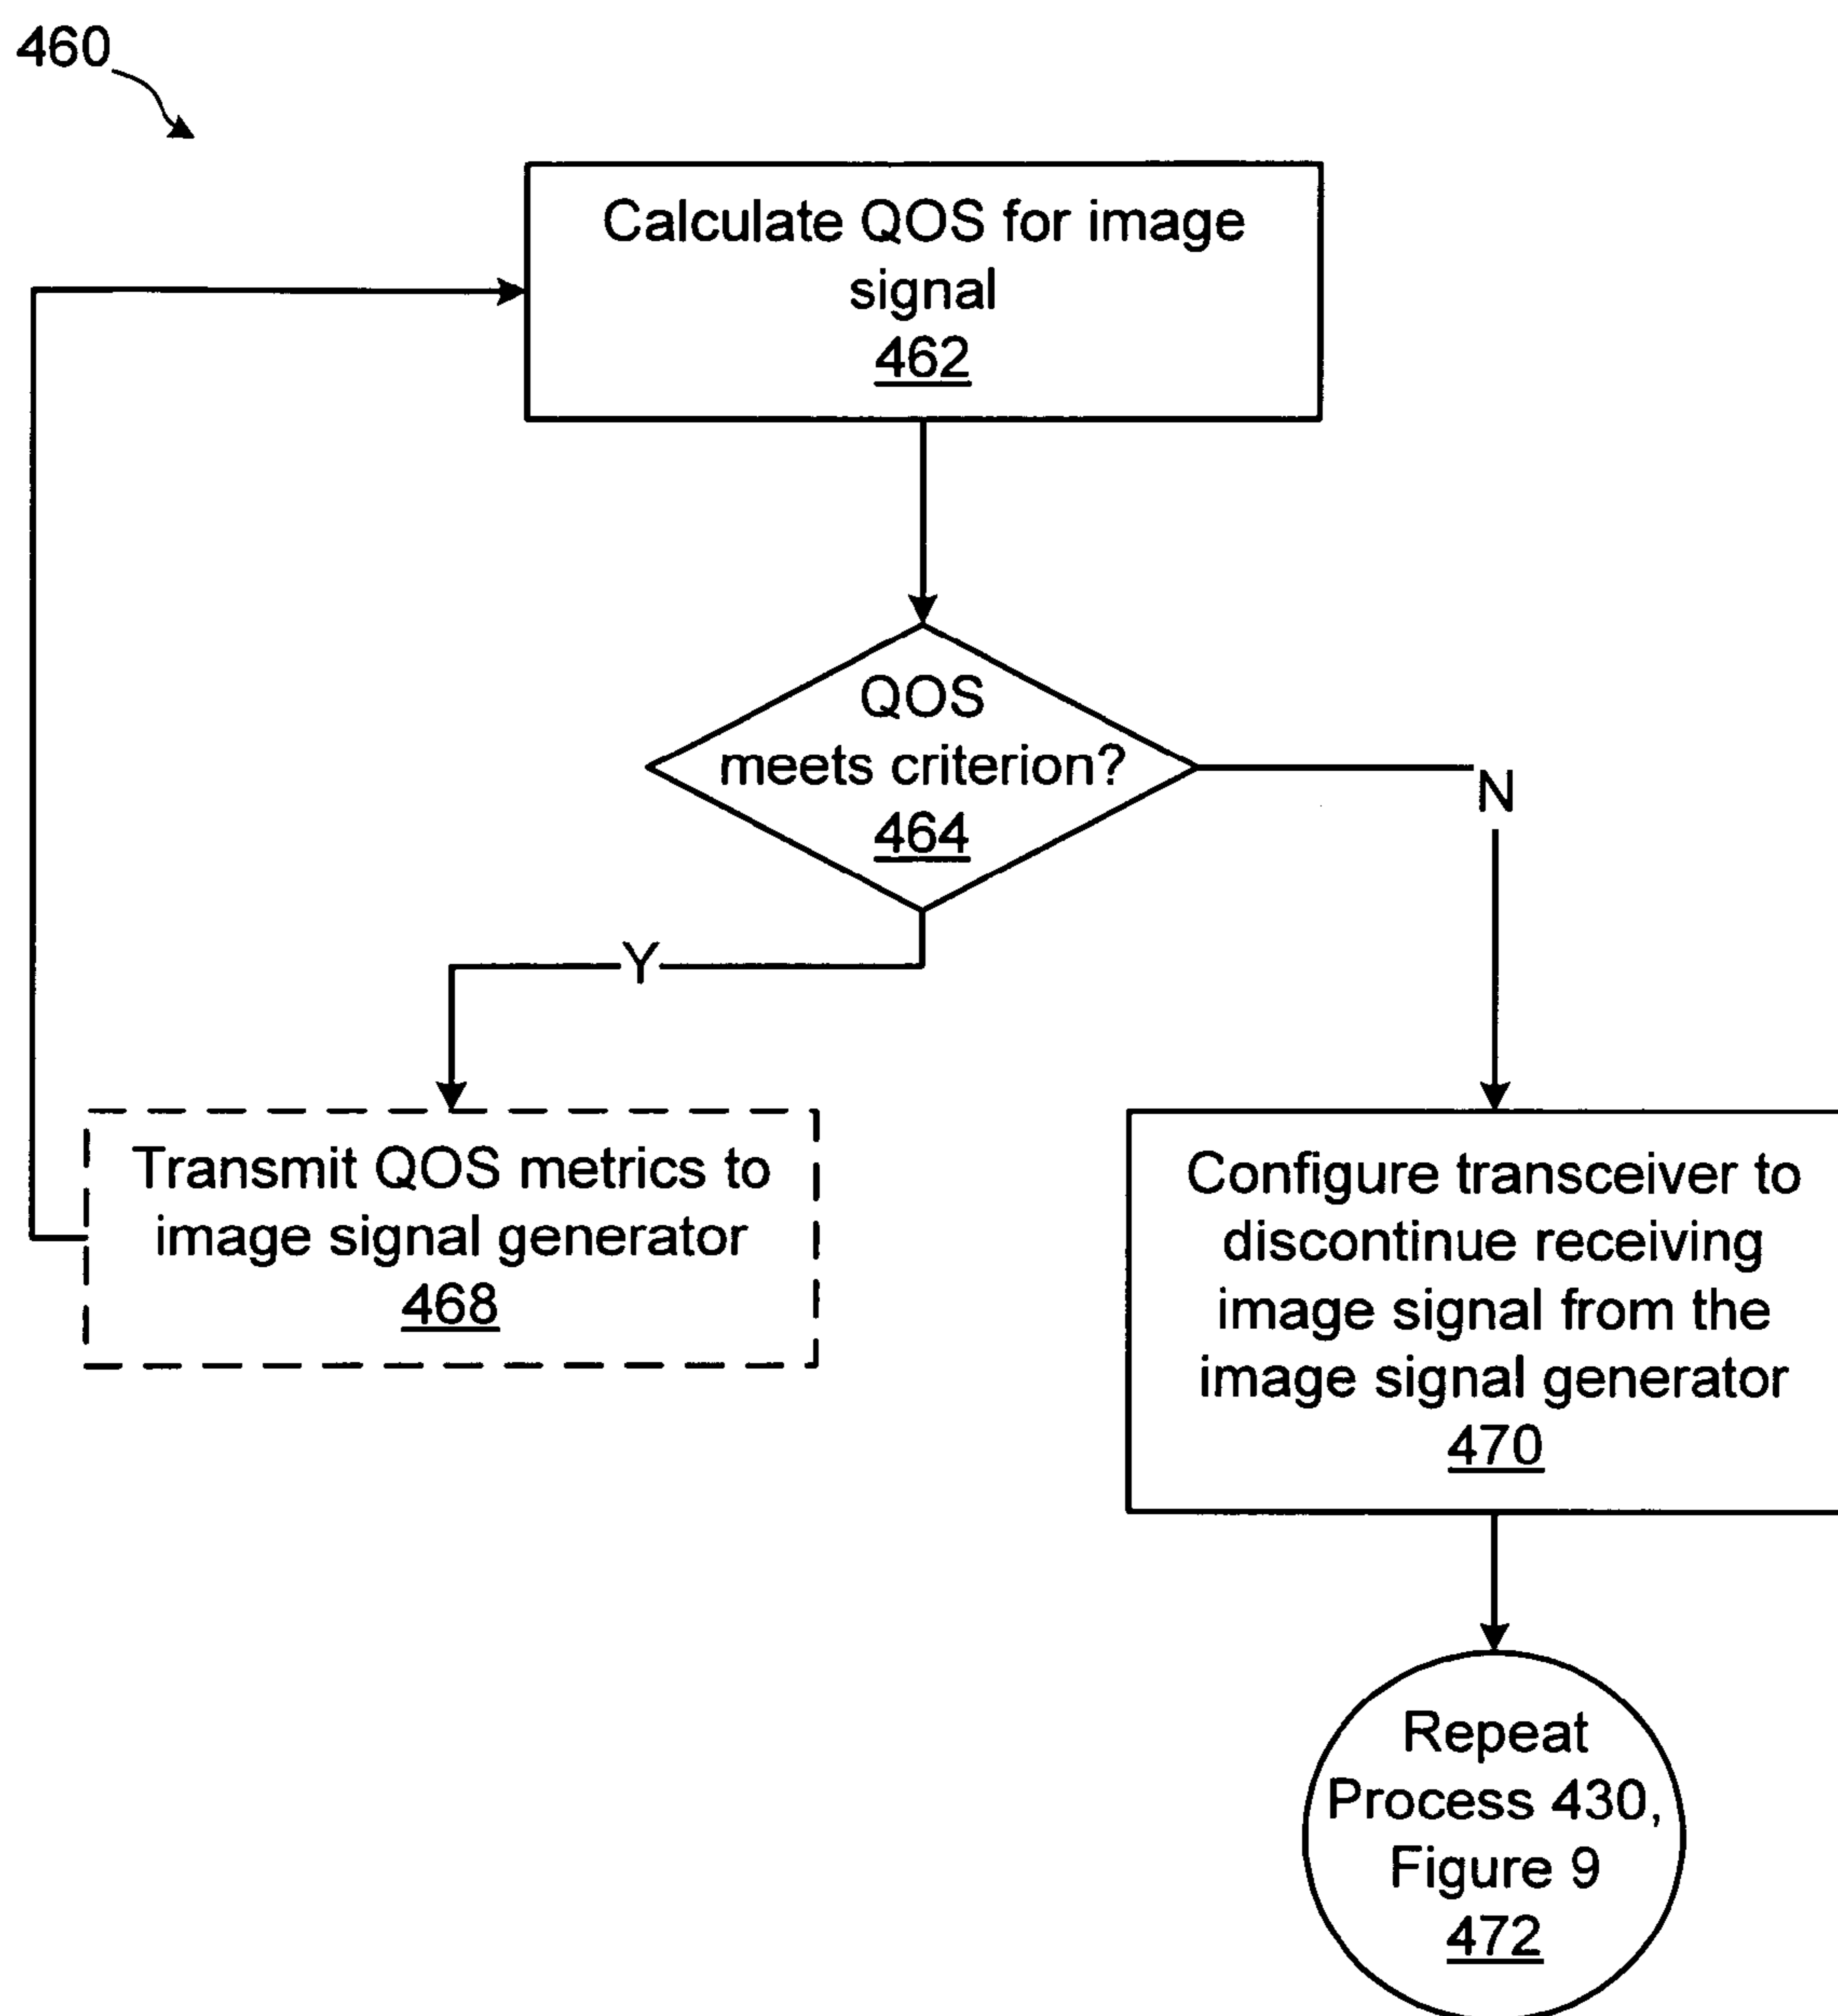 460
Calculate QOS for image
signal
462
QOS
meets criterion?
464
N
Y
Transmit QOS metrics to
image signal generator
468
Configure transceiver to
discontinue receiving
image signal from the
image signal generator
470
Repeat
Process 430,
Figure 9
472